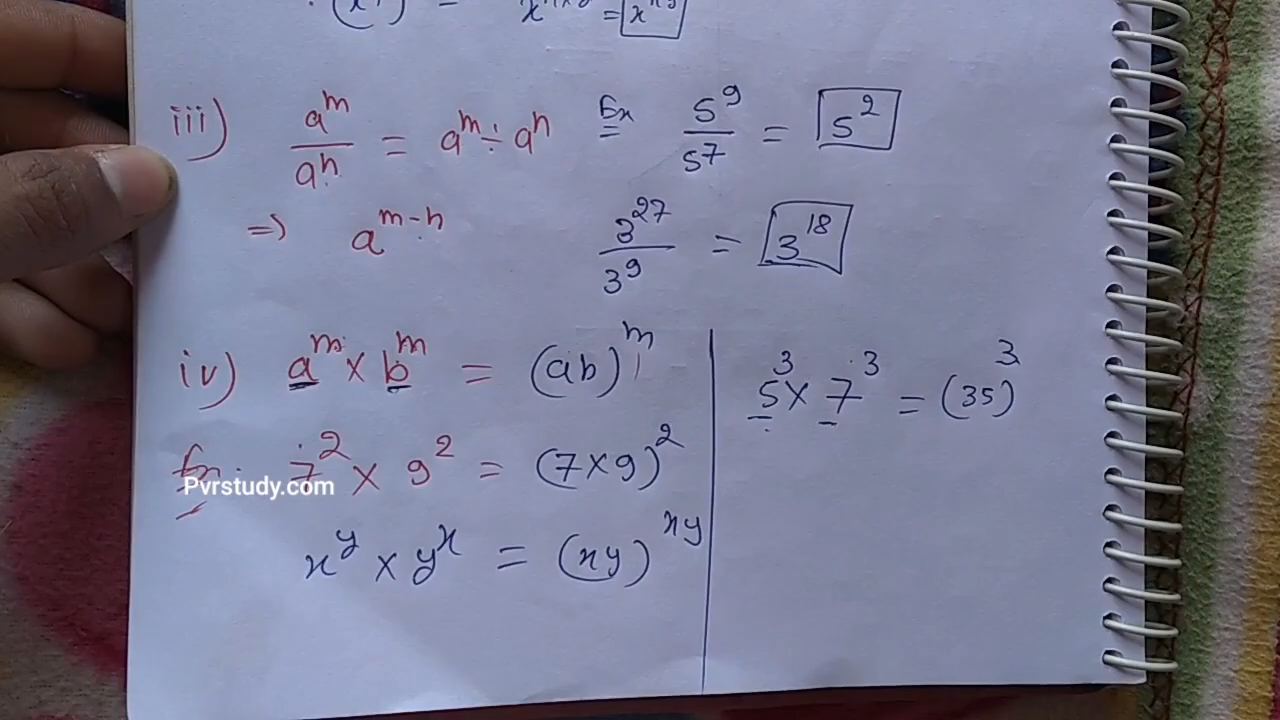 (x^y) = x^n×y = x^ny
iii) a^m/a^n = a^m ÷ a^n Ex 5^9/5^7 = 5^2
⇒ a^m-n 3^27/3^9 = 3^18
iv) a^m × b^m = (ab)^m 5^3 × 7^3 = (35)^3
Ex. 7^2 × 9^2 = (7×9)^2
Pvrstudy.com
x^y × y^x = (xy)^xy